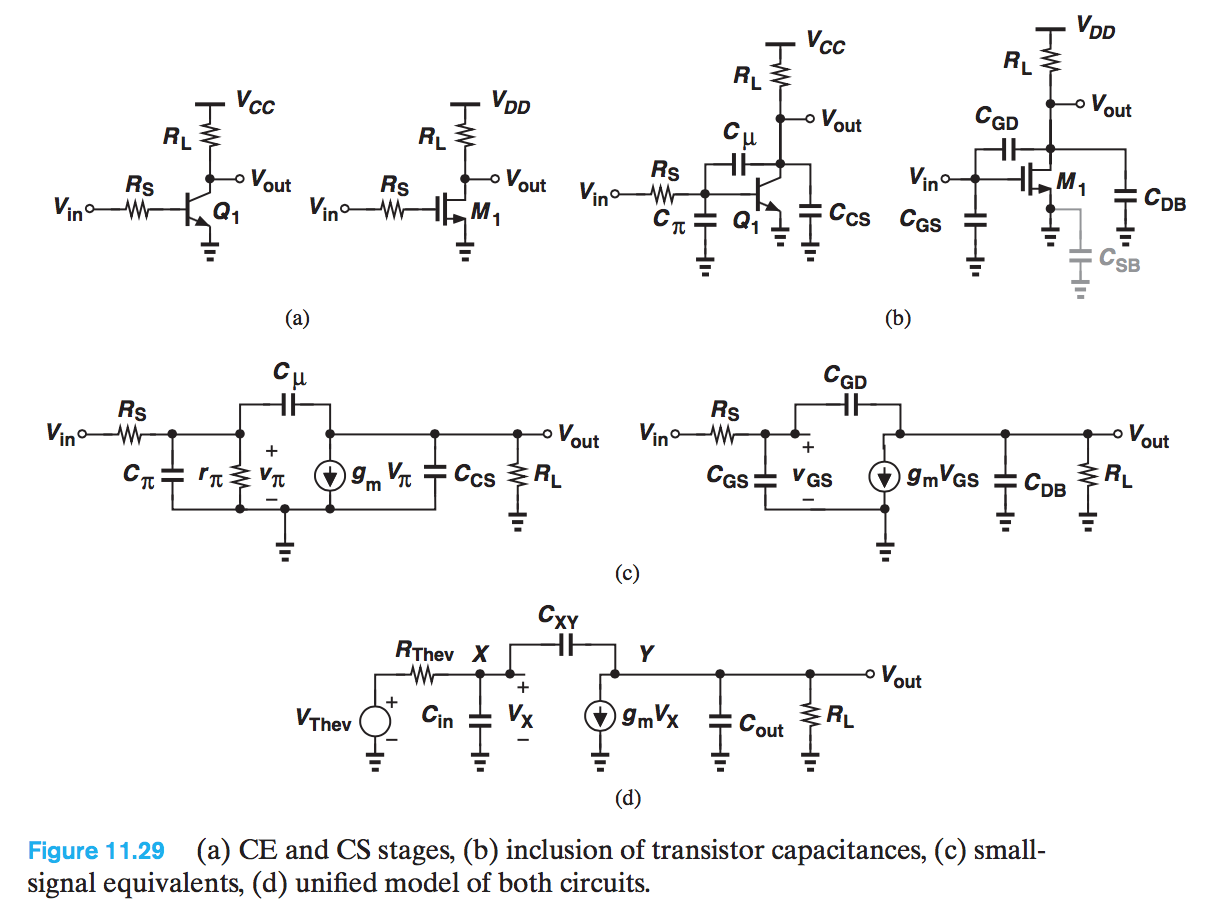 VCC
RL
Vout
RS
Vin
Q1
VDD
RL
Vout
RS
Vin
M1
(a)
VCC
RL
Vout
Cμ
RS
Vin
Cπ
Q1
CCS
VDD
RL
Vout
CGD
Vin
M1
CGS
CDB
CSB
(b)
Cμ
RS
Vin
Vout
Cπ
rπ
+
vπ
−
gm Vπ
CCS
RL
CGD
RS
Vin
Vout
CGS
+
vGS
−
gmVGS
CDB
RL
(c)
CXY
RThev
X
Y
Vout
VThev
+
−
Cin
+
VX
−
gmVX
Cout
RL
(d)
Figure 11.29 (a) CE and CS stages, (b) inclusion of transistor capacitances, (c) small-
signal equivalents, (d) unified model of both circuits.